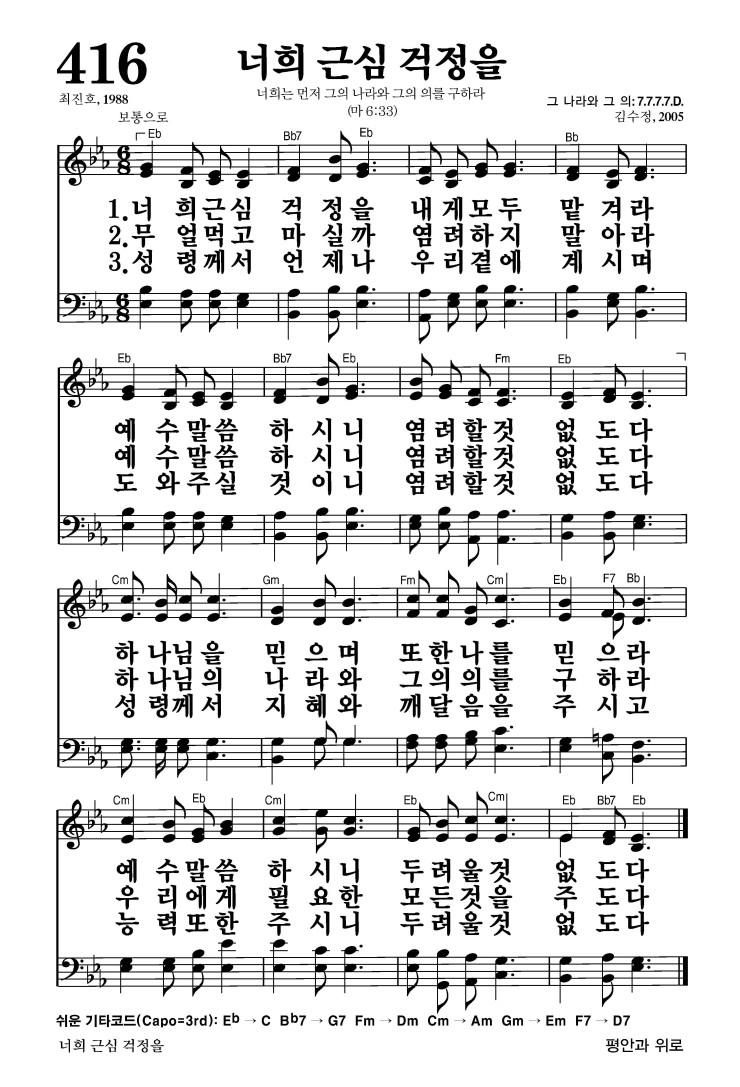 416
너희 근심 걱정을
최진호, 1988
너희는 먼저 그의 나라와 그의 의를 구하라
(마 6:33)
그 나라와 그 의: 7.7.7.7.D.
보통으로
김수정, 2005
Eb Bb7 Eb Bb
6 8
1.너 희근심 걱 정을 내 게모두 맡 겨라
2.무 얼먹고 마 실까 염 려하지 말 아라
3.성 령께서 언 제나 우 리곁에 계 시며
6 8
Eb Bb7 Eb Fm Eb
예 수말씀 하 시니 염 려할것 없 도다
예 수말씀 하 시니 염 려할것 없 도다
도 와주실 것 이니 염 려할것 없 도다
Cm Gm Fm Cm Eb F7 Bb
하 나님을 믿 으며 또 한나를 믿 으라
하 나님의 나 라와 그 의의를 구 하라
성 령께서 지 혜와 깨 달음을 주 시고
Cm Eb Cm Eb Cm Eb Bb7 Eb
예 수말씀 하 시니 두 려울것 없 도다
우 리에게 필 요한 모 든것을 주 도다
능 력또한 주 시니 두 려울것 없 도다
쉬운 기타코드(Capo=3rd): Eb → C Bb7 → G7 Fm → Dm Cm → Am Gm → Em F7 → D7
너희 근심 걱정을
평안과 위로